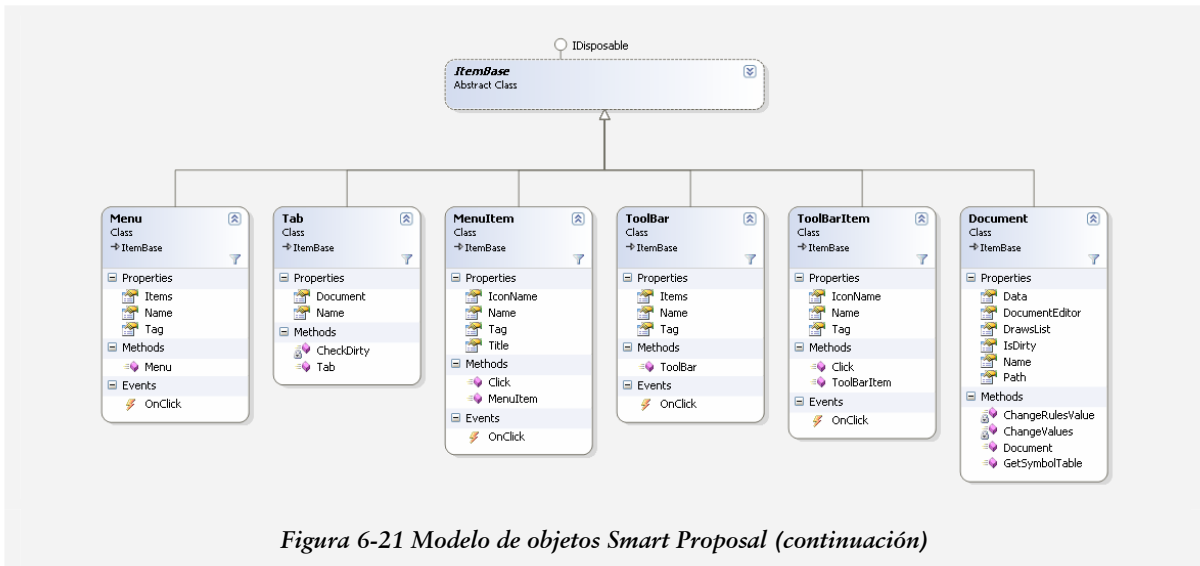 IDisposable
ItemBase
Abstract Class
Menu
Class
ItemBase
Properties
Items
Name
Tag
Methods
Menu
Events
OnClick
Tab
Class
ItemBase
Properties
Document
Name
Methods
CheckDirty
Tab
MenuItem
Class
ItemBase
Properties
IconName
Name
Tag
Title
Methods
Click
MenuItem
Events
OnClick
ToolBar
Class
ItemBase
Properties
Items
Name
Tag
Methods
ToolBar
Events
OnClick
ToolBarItem
Class
ItemBase
Properties
IconName
Name
Tag
Methods
Click
ToolBarItem
Events
OnClick
Document
Class
ItemBase
Properties
Data
DocumentEditor
DrawsList
IsDirty
Name
Path
Methods
ChangeRulesValue
ChangeValues
Document
GetSymbolTable
Figura 6-21 Modelo de objetos Smart Proposal (continuación)